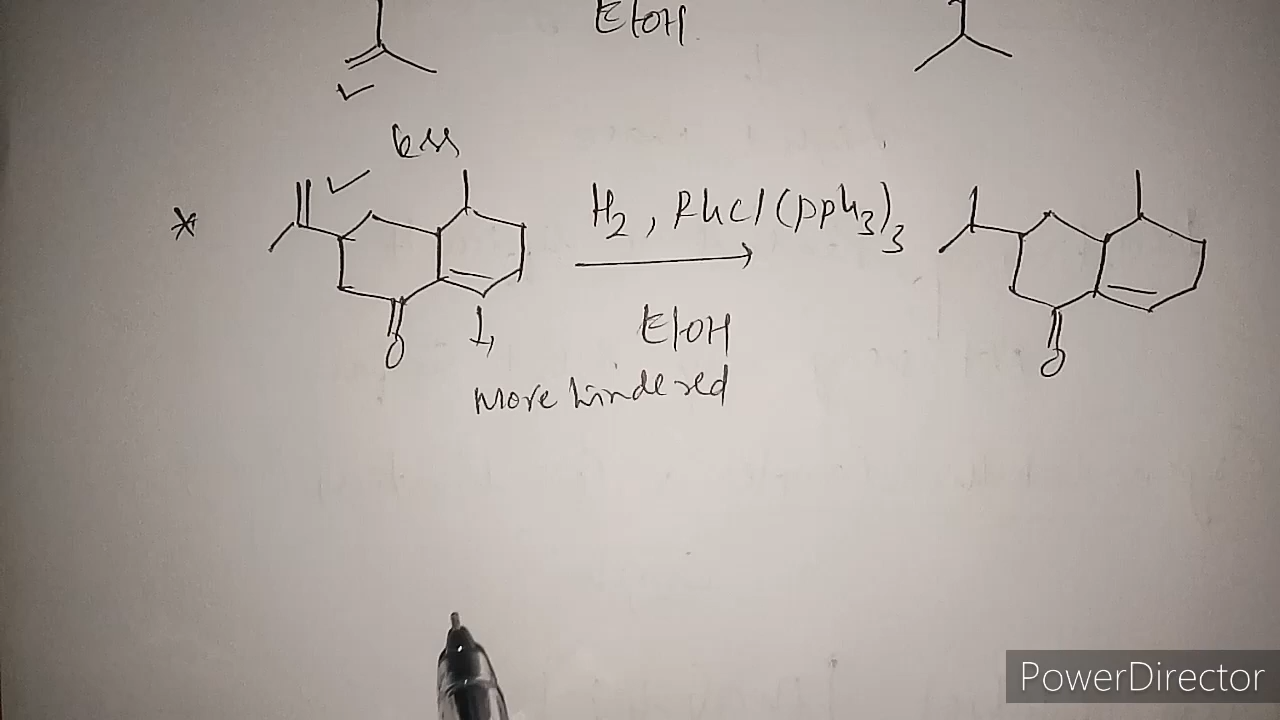 EtOH
less
*
H2, RhCl(pph3)3
EtOH
O
O
more hindered
PowerDirector